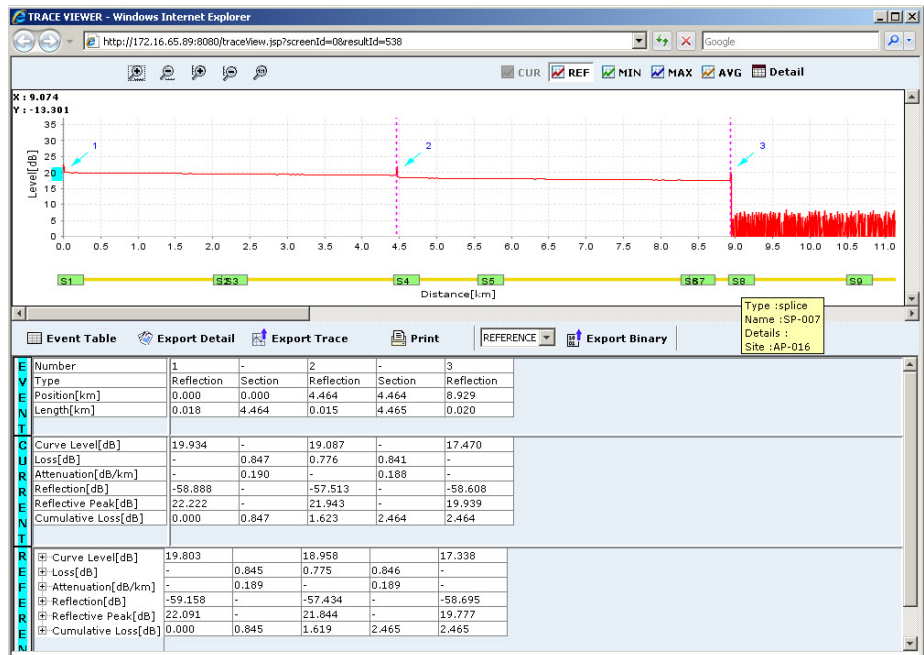 TRACE VIEWER - Windows Internet Explorer
http://172.16.65.89:8080/traceView.jsp?screenId=0&resultId=538
Google
CUR REF MIN MAX AVG Detail
X : 9.074
Y : -13.301
Level[dB]
35
30
25
20
15
10
5
0
1
2
3
0.0 0.5 1.0 1.5 2.0 2.5 3.0 3.5 4.0 4.5 5.0 5.5 6.0 6.5 7.0 7.5 8.0 8.5 9.0 9.5 10.0 10.5 11.0
S1 S3 S4 S5 S8 S9
Distance[km]
Type :splice
Name :SP-007
Details :
Site :AP-016
Event Table Export Detail Export Trace Print REFERENCE Export Binary
EVENT
Number 1 - 2 - 3
Type Reflection Section Reflection Section Reflection
Position[km] 0.000 0.000 4.464 4.464 8.929
Length[km] 0.018 4.464 0.015 4.465 0.020
CURRENT
Curve Level[dB] 19.934 - 19.087 - 17.470
Loss[dB] - 0.847 0.776 0.841 -
Attenuation[dB/km] - 0.190 - 0.188 -
Reflection[dB] -58.888 - -57.513 - -58.608
Reflective Peak[dB] 22.222 - 21.943 - 19.939
Cumulative Loss[dB] 0.000 0.847 1.623 2.464 2.464
REFEREN
Curve Level[dB] 19.803 18.958 17.338
Loss[dB] - 0.845 0.775 0.846 -
Attenuation[dB/km] - 0.189 - 0.189 -
Reflection[dB] -59.158 - -57.434 - -58.695
Reflective Peak[dB] 22.091 - 21.844 - 19.777
Cumulative Loss[dB] 0.000 0.845 1.619 2.465 2.465